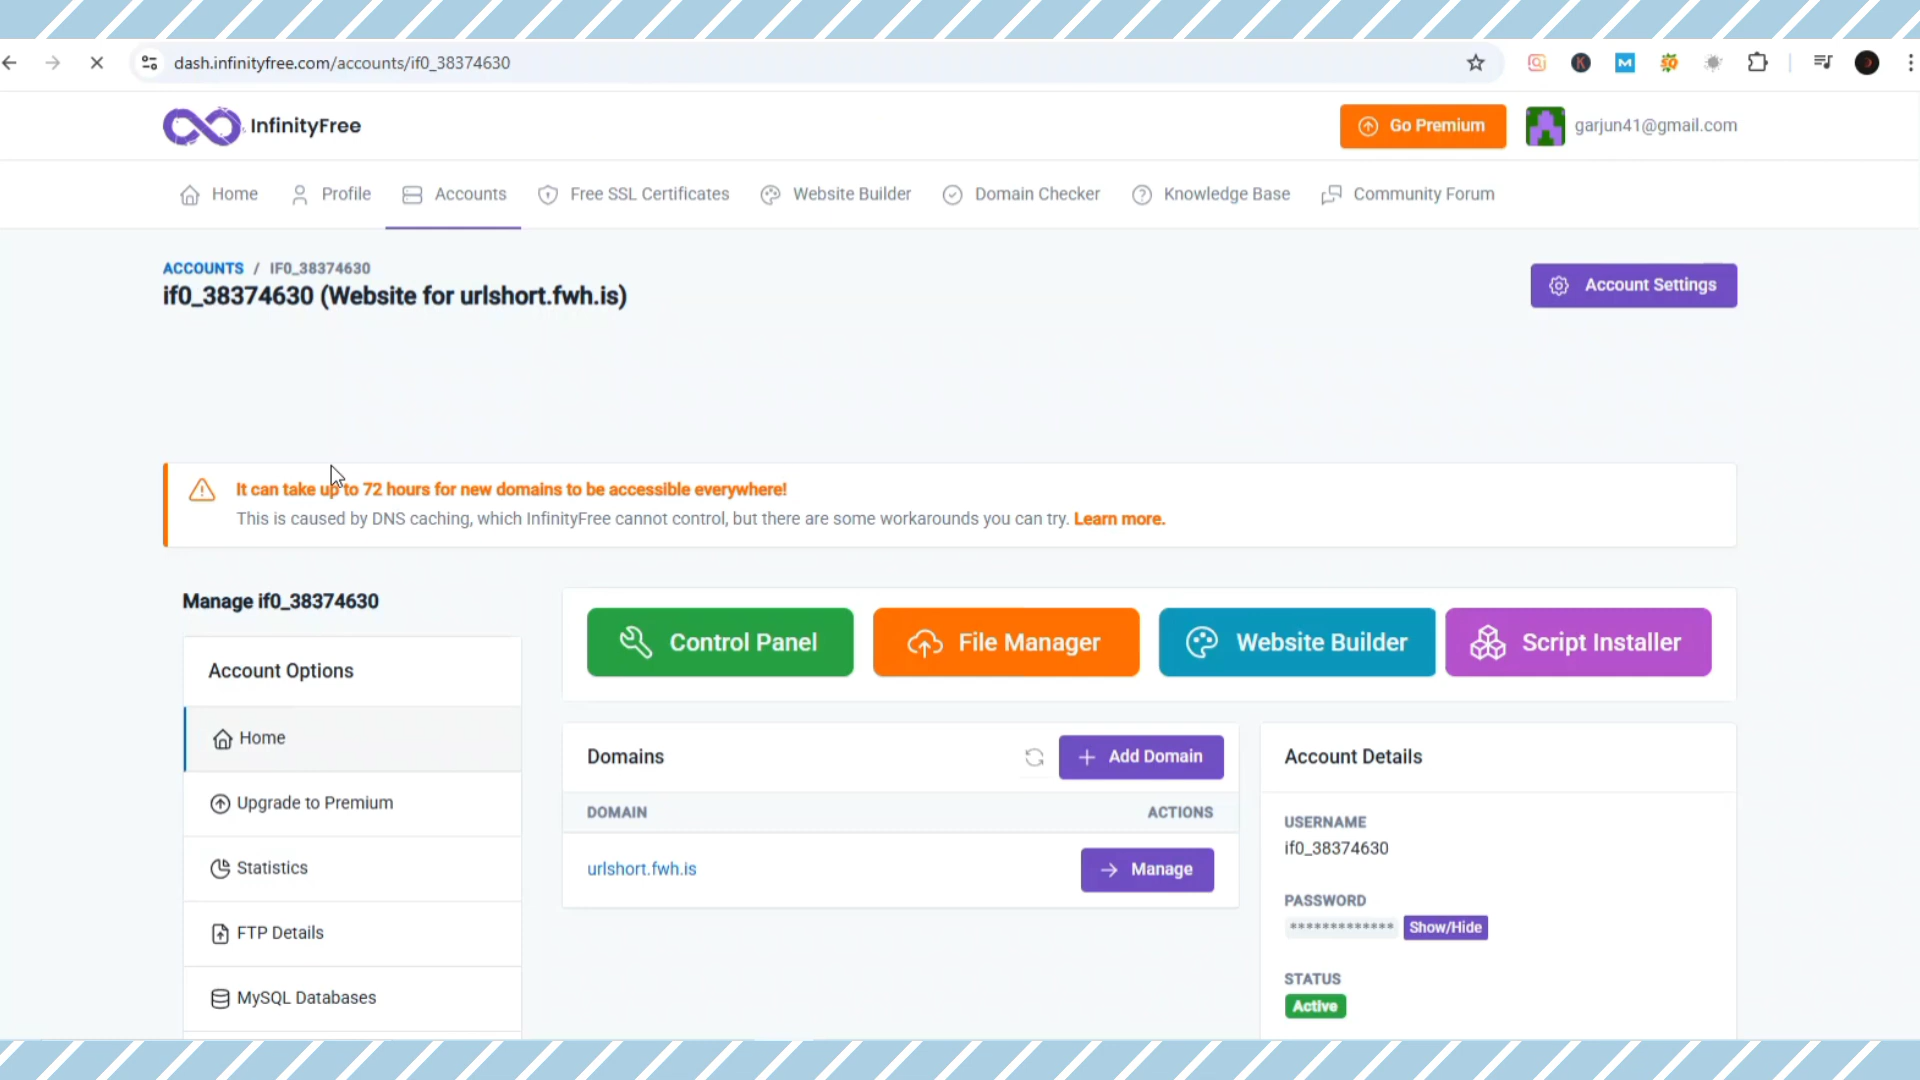 dash.infinityfree.com/accounts/if0_38374630
InfinityFree
Go Premium
garjun41@gmail.com
Home
Profile
Accounts
Free SSL Certificates
Website Builder
Domain Checker
Knowledge Base
Community Forum
ACCOUNTS / IF0_38374630
if0_38374630 (Website for urlshort.fwh.is)
Account Settings
It can take up to 72 hours for new domains to be accessible everywhere!
This is caused by DNS caching, which InfinityFree cannot control, but there are some workarounds you can try. Learn more.
Manage if0_38374630
Account Options
Home
Upgrade to Premium
Statistics
FTP Details
MySQL Databases
Control Panel
File Manager
Website Builder
Script Installer
Domains
Add Domain
DOMAIN
ACTIONS
urlshort.fwh.is
Manage
Account Details
USERNAME
if0_38374630
PASSWORD
************* Show/Hide
STATUS
Active